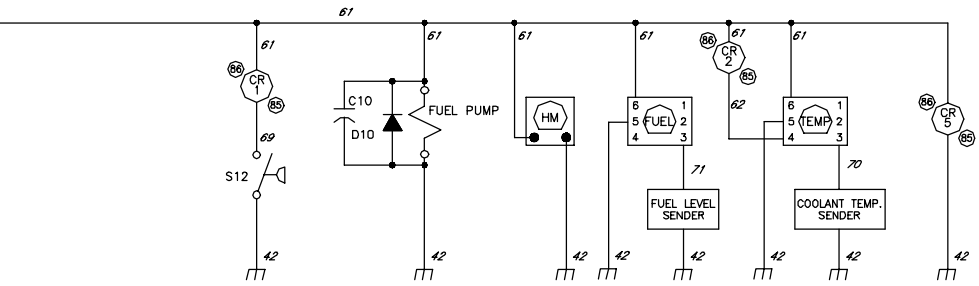 61
61
61
61
61
61
61
86
CR
1
85
C10
D10
FUEL PUMP
HM
6 1
5 FUEL 2
4 3
86
CR
2
85
62
6 1
5 TEMP 2
4 3
86
CR
5
85
69
S12
71
70
FUEL LEVEL
SENDER
COOLANT TEMP.
SENDER
42
42
42
42
42
42
42
42